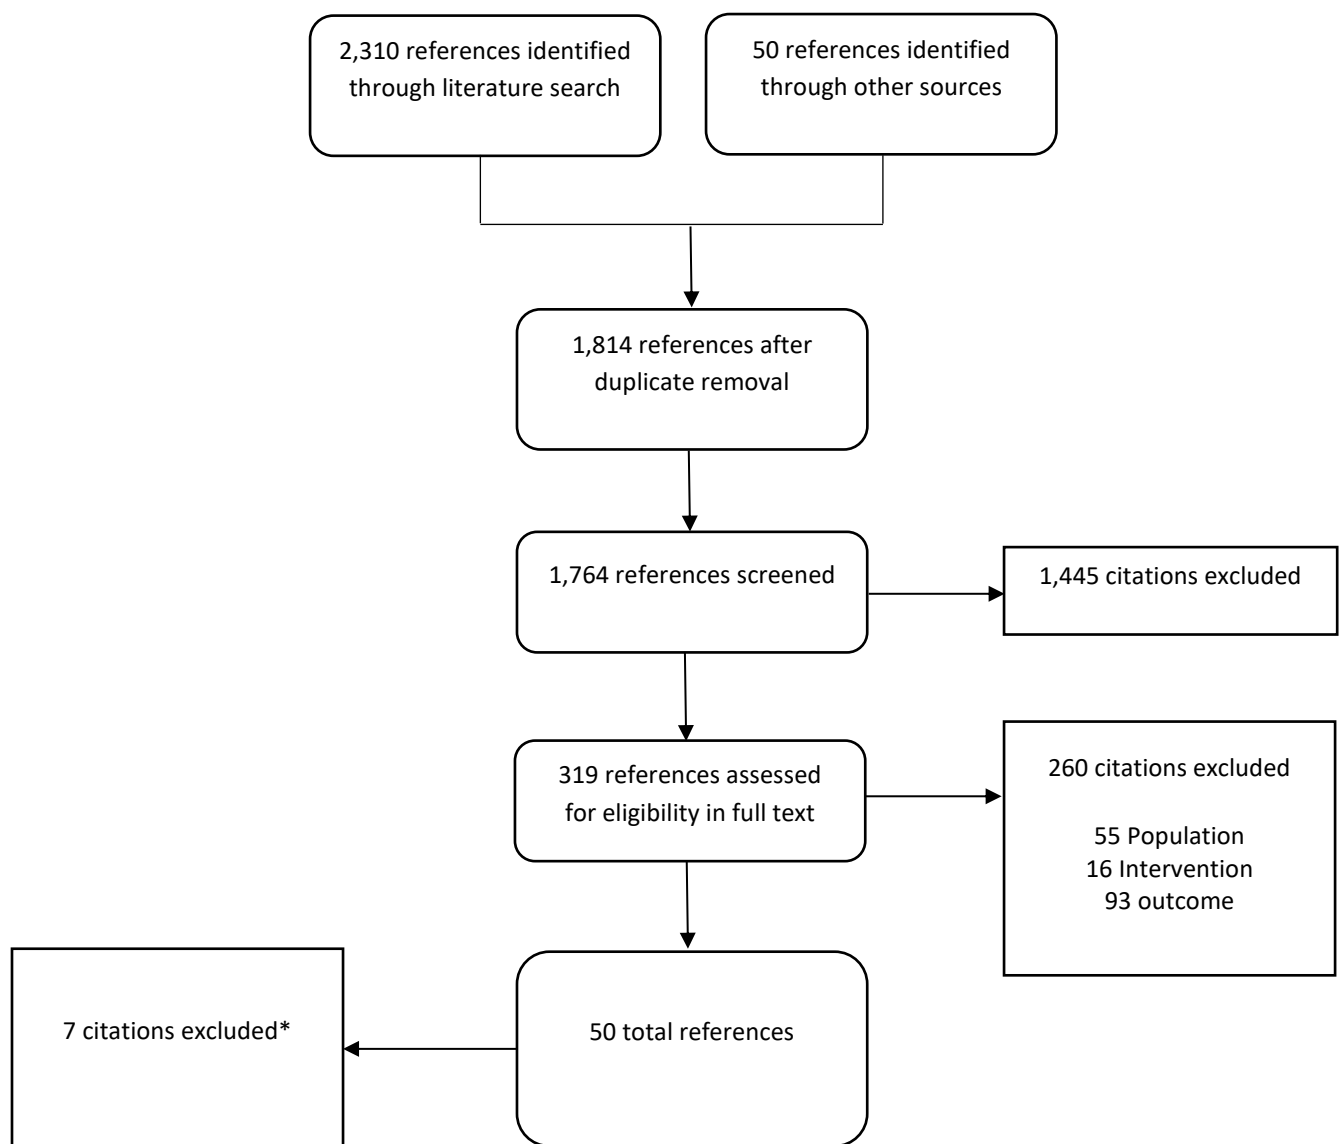 2,310 references identified
through literature search
50 references identified
through other sources
1,814 references after
duplicate removal
1,764 references screened
1,445 citations excluded
319 references assessed
for eligibility in full text
260 citations excluded
55 Population
16 Intervention
93 outcome
7 citations excluded*
50 total references